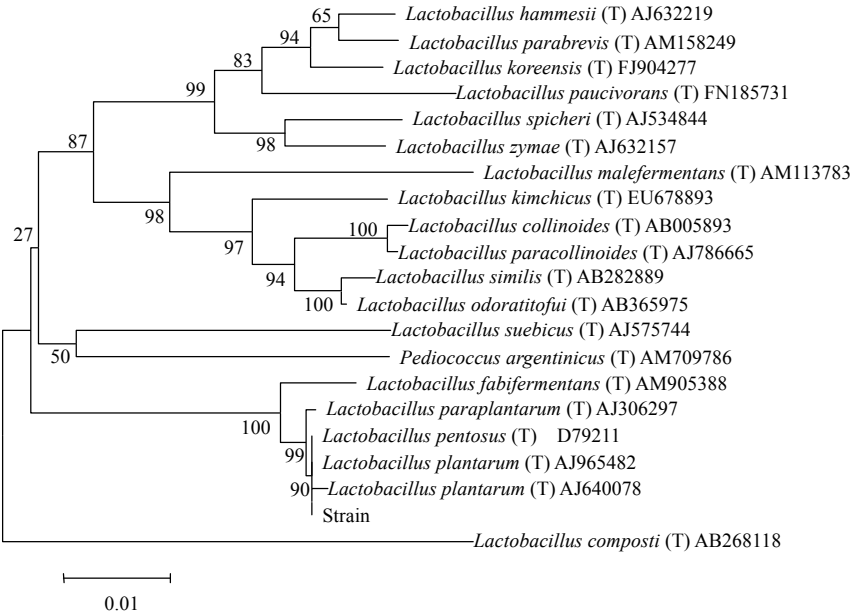 65
Lactobacillus hammesii (T) AJ632219
94
Lactobacillus parabrevis (T) AM158249
83
Lactobacillus koreensis (T) FJ904277
99
Lactobacillus paucivorans (T) FN185731
Lactobacillus spicheri (T) AJ534844
87
98
Lactobacillus zymae (T) AJ632157
Lactobacillus malefermentans (T) AM113783
98
Lactobacillus kimchicus (T) EU678893
27
97
100
Lactobacillus collinoides (T) AB005893
Lactobacillus paracollinoides (T) AJ786665
94
Lactobacillus similis (T) AB282889
100
Lactobacillus odoratitofui (T) AB365975
Lactobacillus suebicus (T) AJ575744
50
Pediococcus argentinicus (T) AM709786
Lactobacillus fabifermentans (T) AM905388
100
Lactobacillus paraplantarum (T) AJ306297
Lactobacillus pentosus (T) D79211
99
Lactobacillus plantarum (T) AJ965482
90
Lactobacillus plantarum (T) AJ640078
Strain
Lactobacillus composti (T) AB268118
0.01